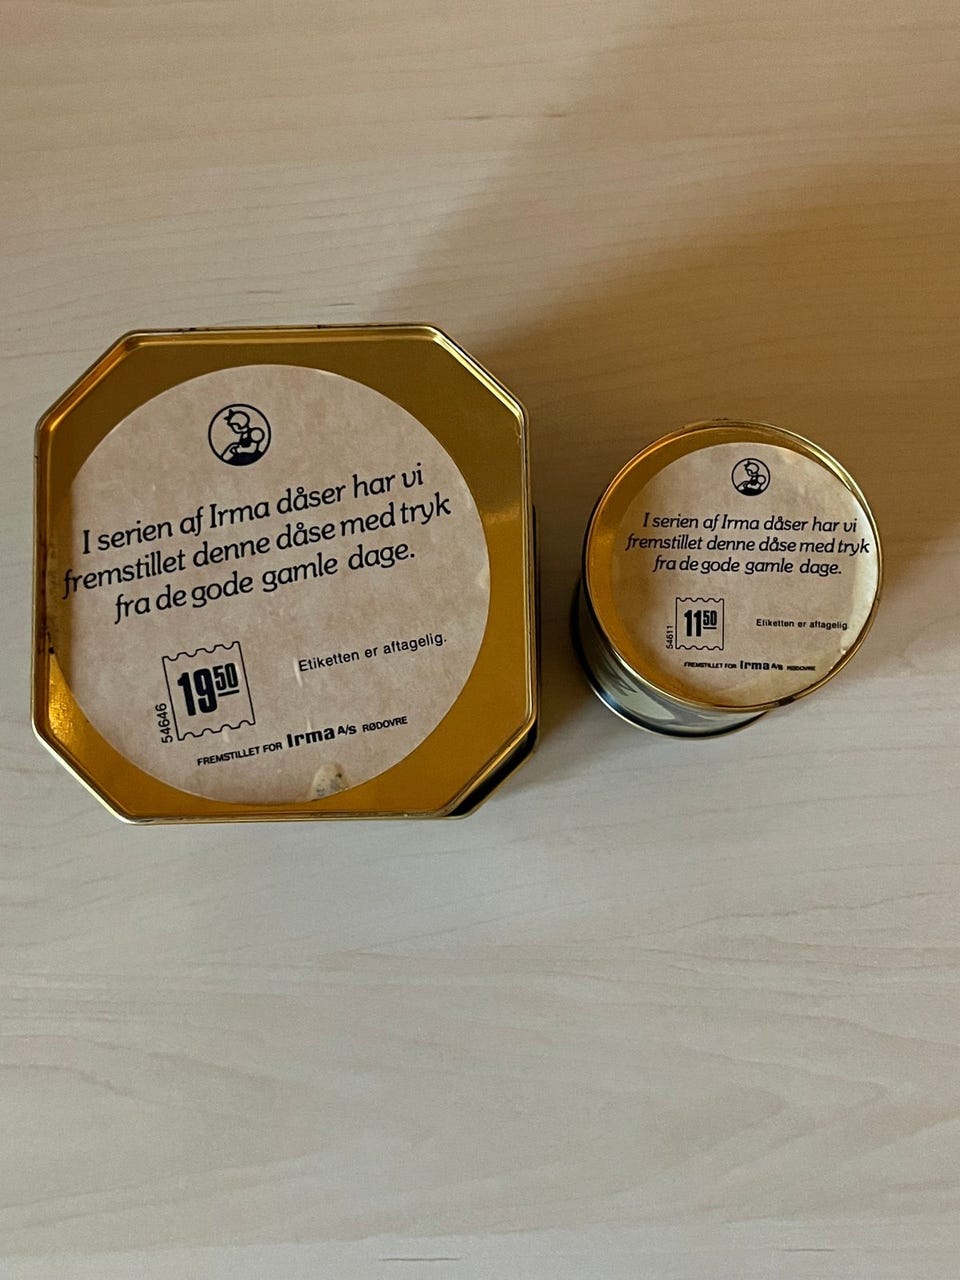 I serien af Irma dåser har vi
fremstillet denne dåse med tryk
fra de gode gamle dage.
Etiketten er aftagelig.
19 50
54646
FREMSTILLET FOR Irma A/S RØDOVRE
I serien af Irma dåser har vi
fremstillet denne dåse med tryk
fra de gode gamle dage.
11 50
Etiketten er aftagelig.
54611
FREMSTILLET FOR Irma A/S RØDOVRE